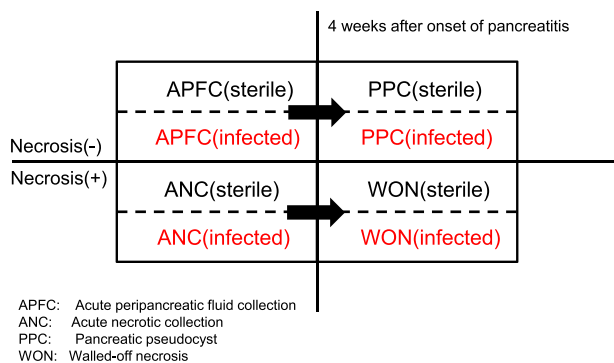 4 weeks after onset of pancreatitis
APFC(sterile) PPC(sterile)
APFC(infected) PPC(infected)
Necrosis(-)
Necrosis(+)
ANC(sterile) WON(sterile)
ANC(infected) WON(infected)
APFC: Acute peripancreatic fluid collection
ANC: Acute necrotic collection
PPC: Pancreatic pseudocyst
WON: Walled-off necrosis